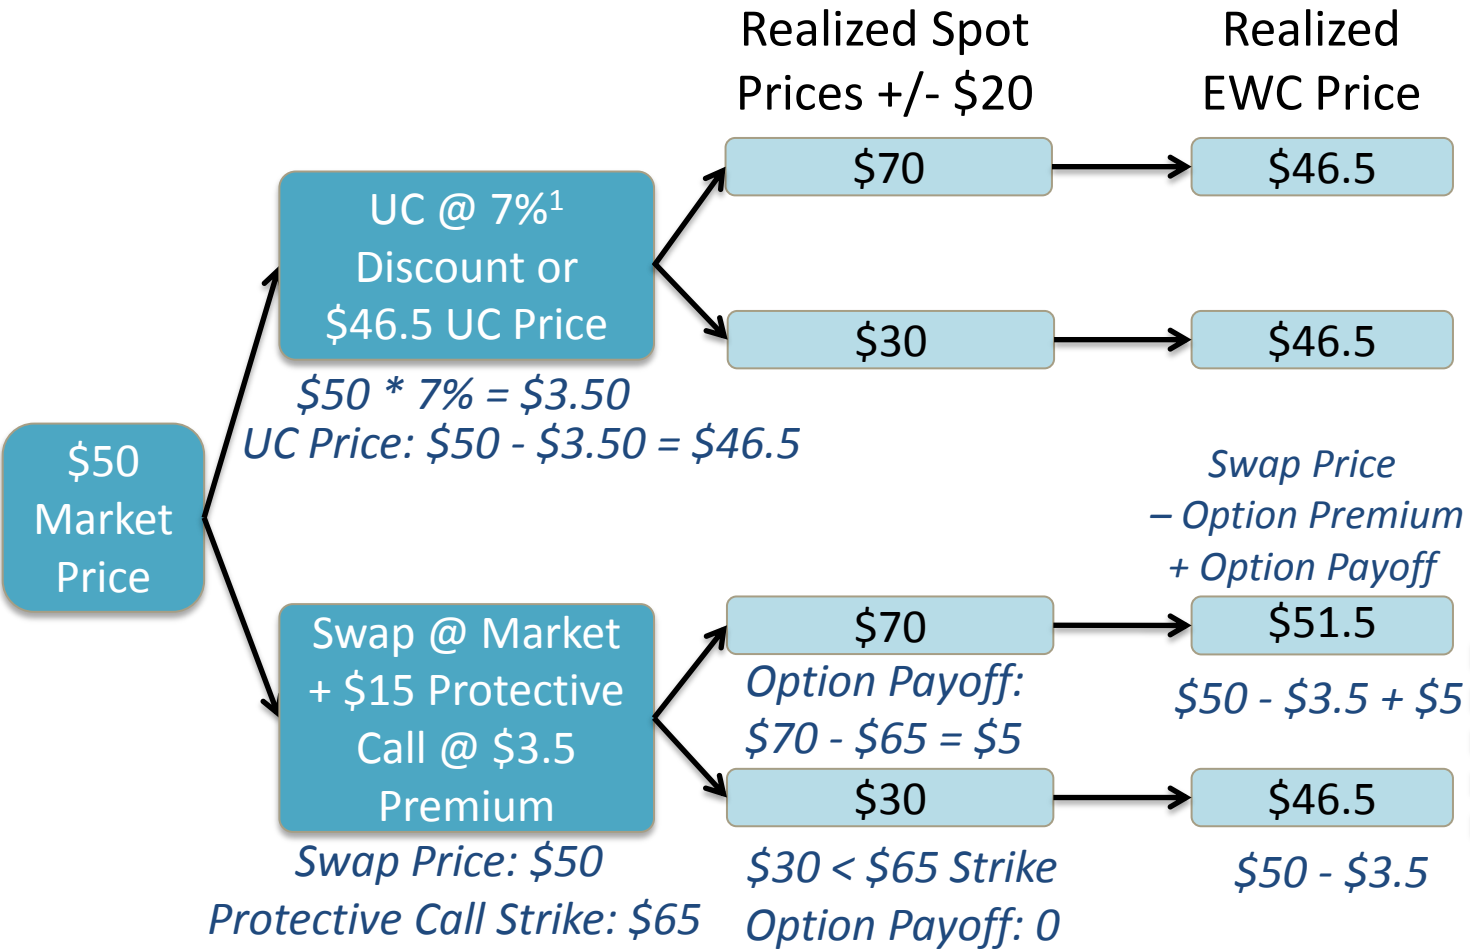 Realized Spot
Prices +/- $20
Realized
EWC Price
$70
$46.5
UC @ 7%¹
Discount or
$46.5 UC Price
$30
$46.5
$50 * 7% = $3.50
UC Price: $50 - $3.50 = $46.5
$50
Market
Price
Swap Price
– Option Premium
+ Option Payoff
Swap @ Market
+ $15 Protective
Call @ $3.5
Premium
$70
$51.5
Option Payoff:
$70 - $65 = $5
$50 - $3.5 + $5
$30
$46.5
Swap Price: $50
Protective Call Strike: $65
$30 < $65 Strike
Option Payoff: 0
$50 - $3.5